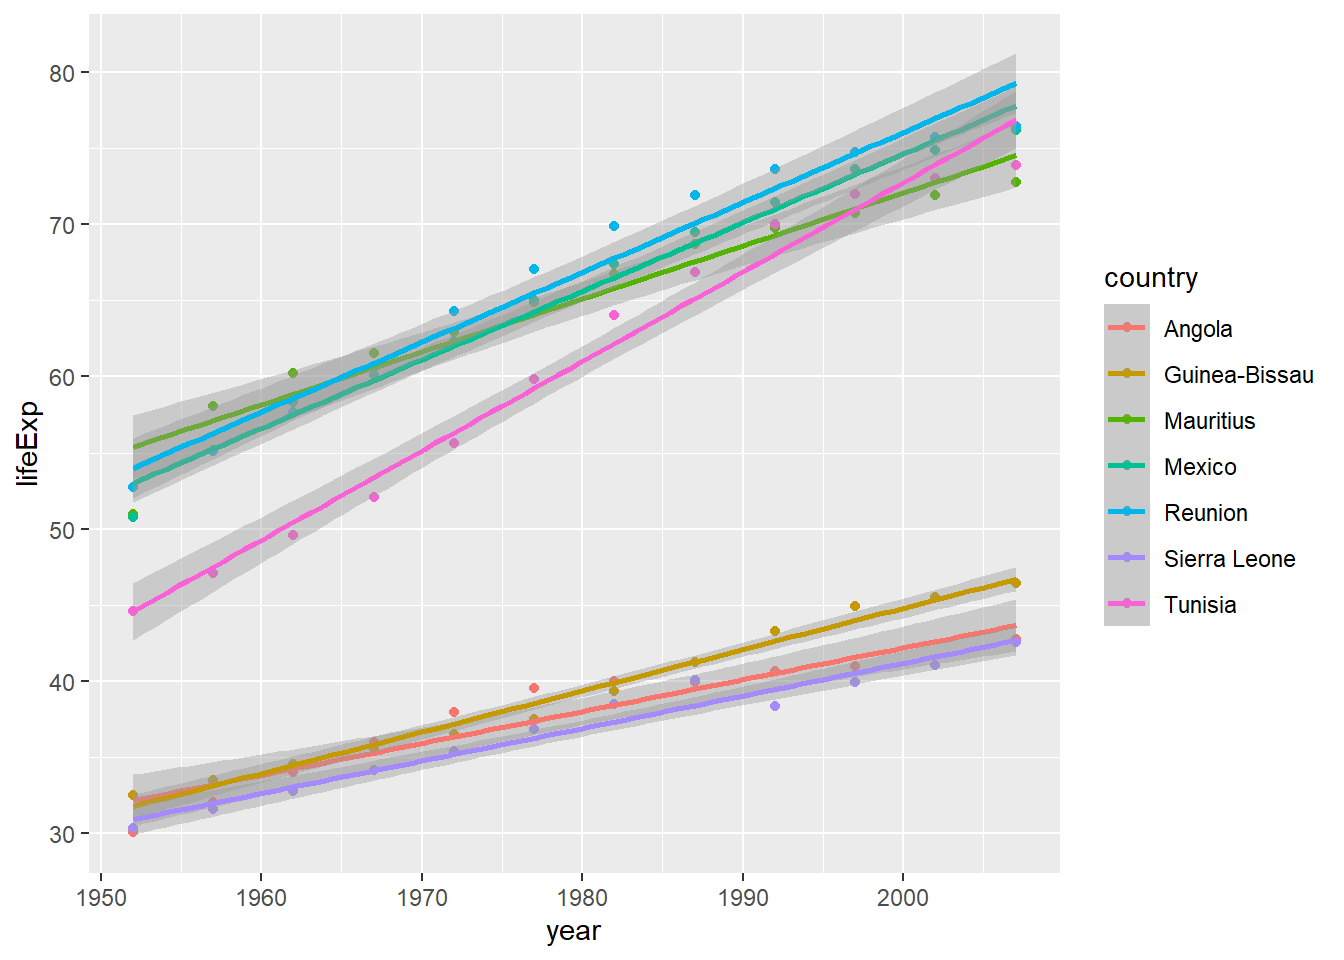 80
70
60
50
40
30
lifeExp
1950 1960 1970 1980 1990 2000
year
country
Angola
Guinea-Bissau
Mauritius
Mexico
Reunion
Sierra Leone
Tunisia